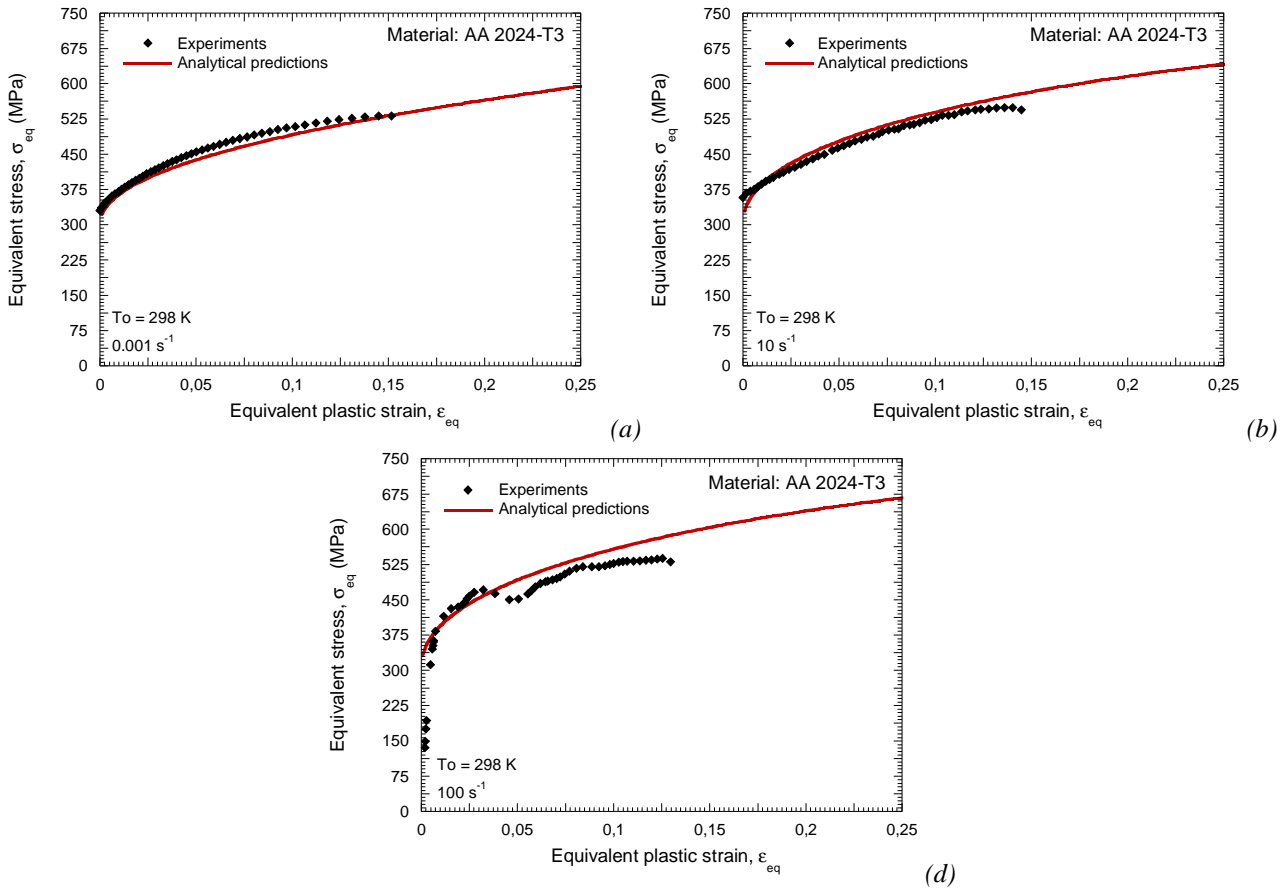 750
675
600
525
450
375
300
225
150
75
0
Equivalent stress, σeq (MPa)
Experiments
Analytical predictions
Material: AA 2024-T3
To = 298 K
0.001 s-1
0
0,05
0,1
0,15
0,2
0,25
Equivalent plastic strain, εeq
(a)
750
675
600
525
450
375
300
225
150
75
0
Equivalent stress, σeq (MPa)
Experiments
Analytical predictions
Material: AA 2024-T3
To = 298 K
10 s-1
0
0,05
0,1
0,15
0,2
0,25
Equivalent plastic strain, εeq
(b)
750
675
600
525
450
375
300
225
150
75
0
Equivalent stress, σeq (MPa)
Experiments
Analytical predictions
Material: AA 2024-T3
To = 298 K
100 s-1
0
0,05
0,1
0,15
0,2
0,25
Equivalent plastic strain, εeq
(d)